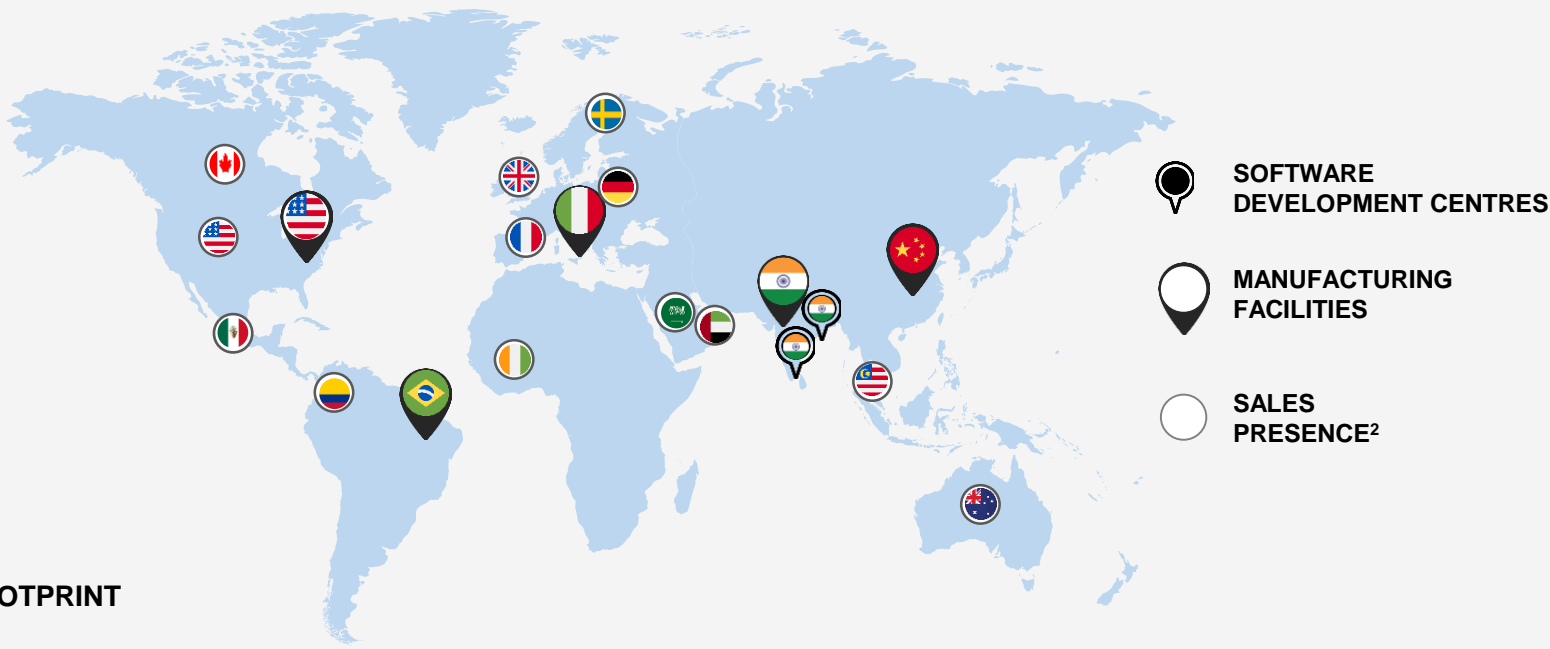 SOFTWARE
DEVELOPMENT CENTRES
MANUFACTURING
FACILITIES
SALES
PRESENCE²
OTPRINT